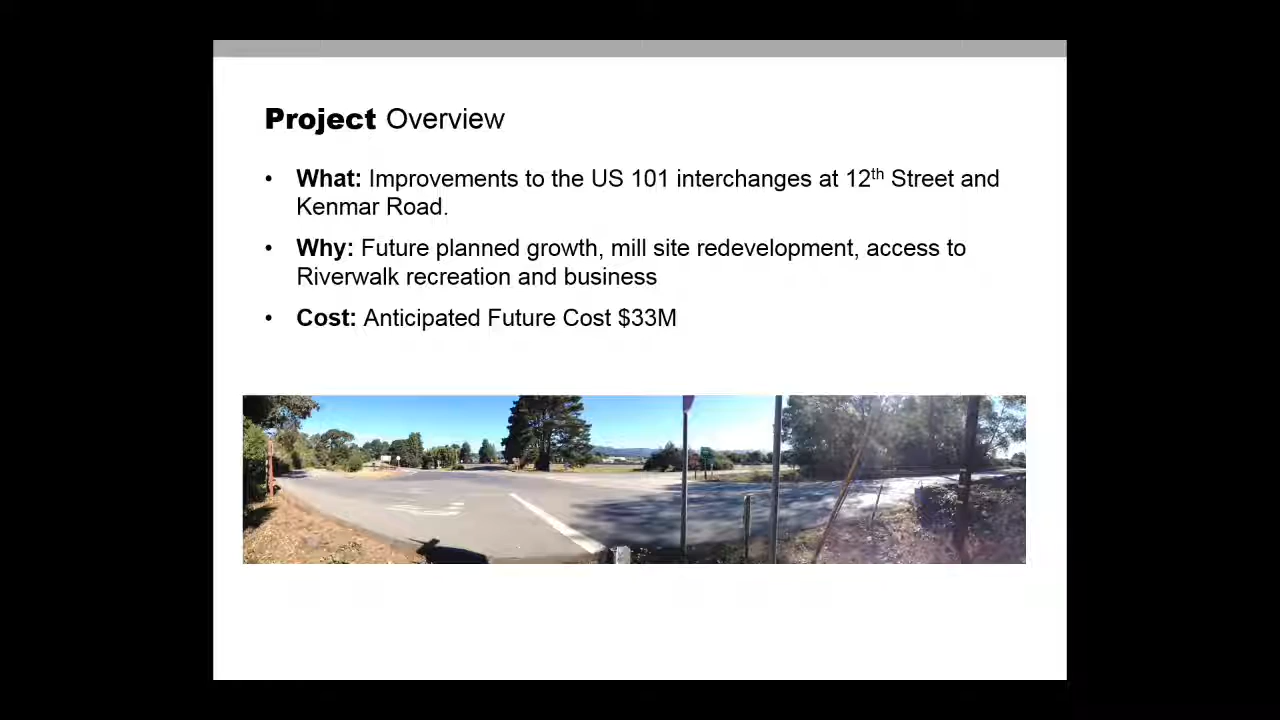 Project Overview
• What: Improvements to the US 101 interchanges at 12th Street and
Kenmar Road.
• Why: Future planned growth, mill site redevelopment, access to
Riverwalk recreation and business
• Cost: Anticipated Future Cost $33M